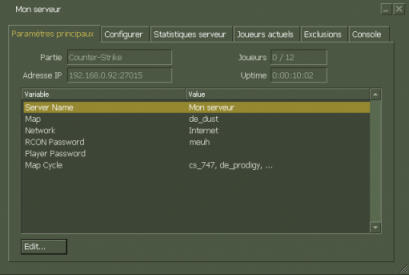 Mon serveur
Paramètres principaux Configurer Statistiques serveur Joueurs actuels Exclusions Console
Partie Counter-Strike Joueurs 0 / 12
Adresse IP 192.168.0.92:27015 Uptime 0:00:10:02
Variable Value
Server Name Mon serveur
Map de_dust
Network Internet
RCON Password meuh
Player Password
Map Cycle cs_747, de_prodigy, ...
Edit...